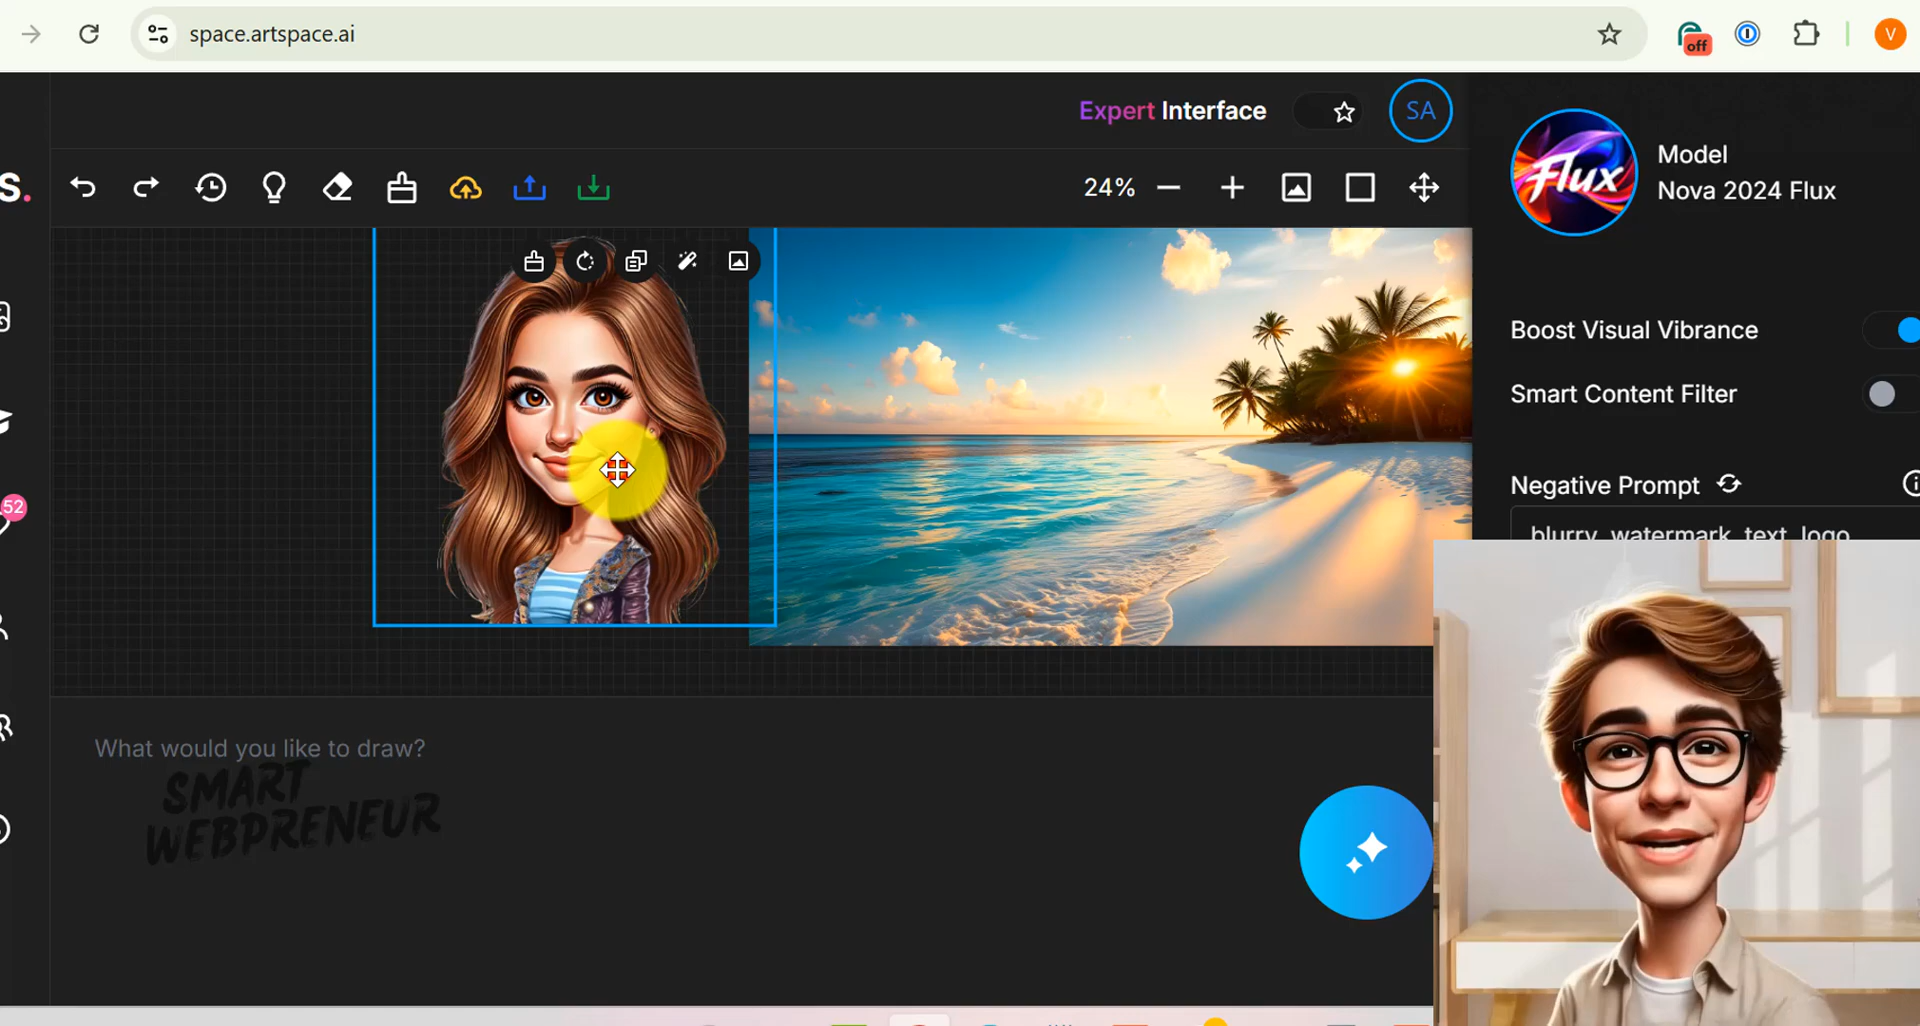 space.artspace.ai
off
V
Expert Interface
SA
S.
24%
Flux
Model
Nova 2024 Flux
Boost Visual Vibrance
Smart Content Filter
Negative Prompt
blurry watermark text logo
52
What would you like to draw?
SMART
WEBPRENEUR